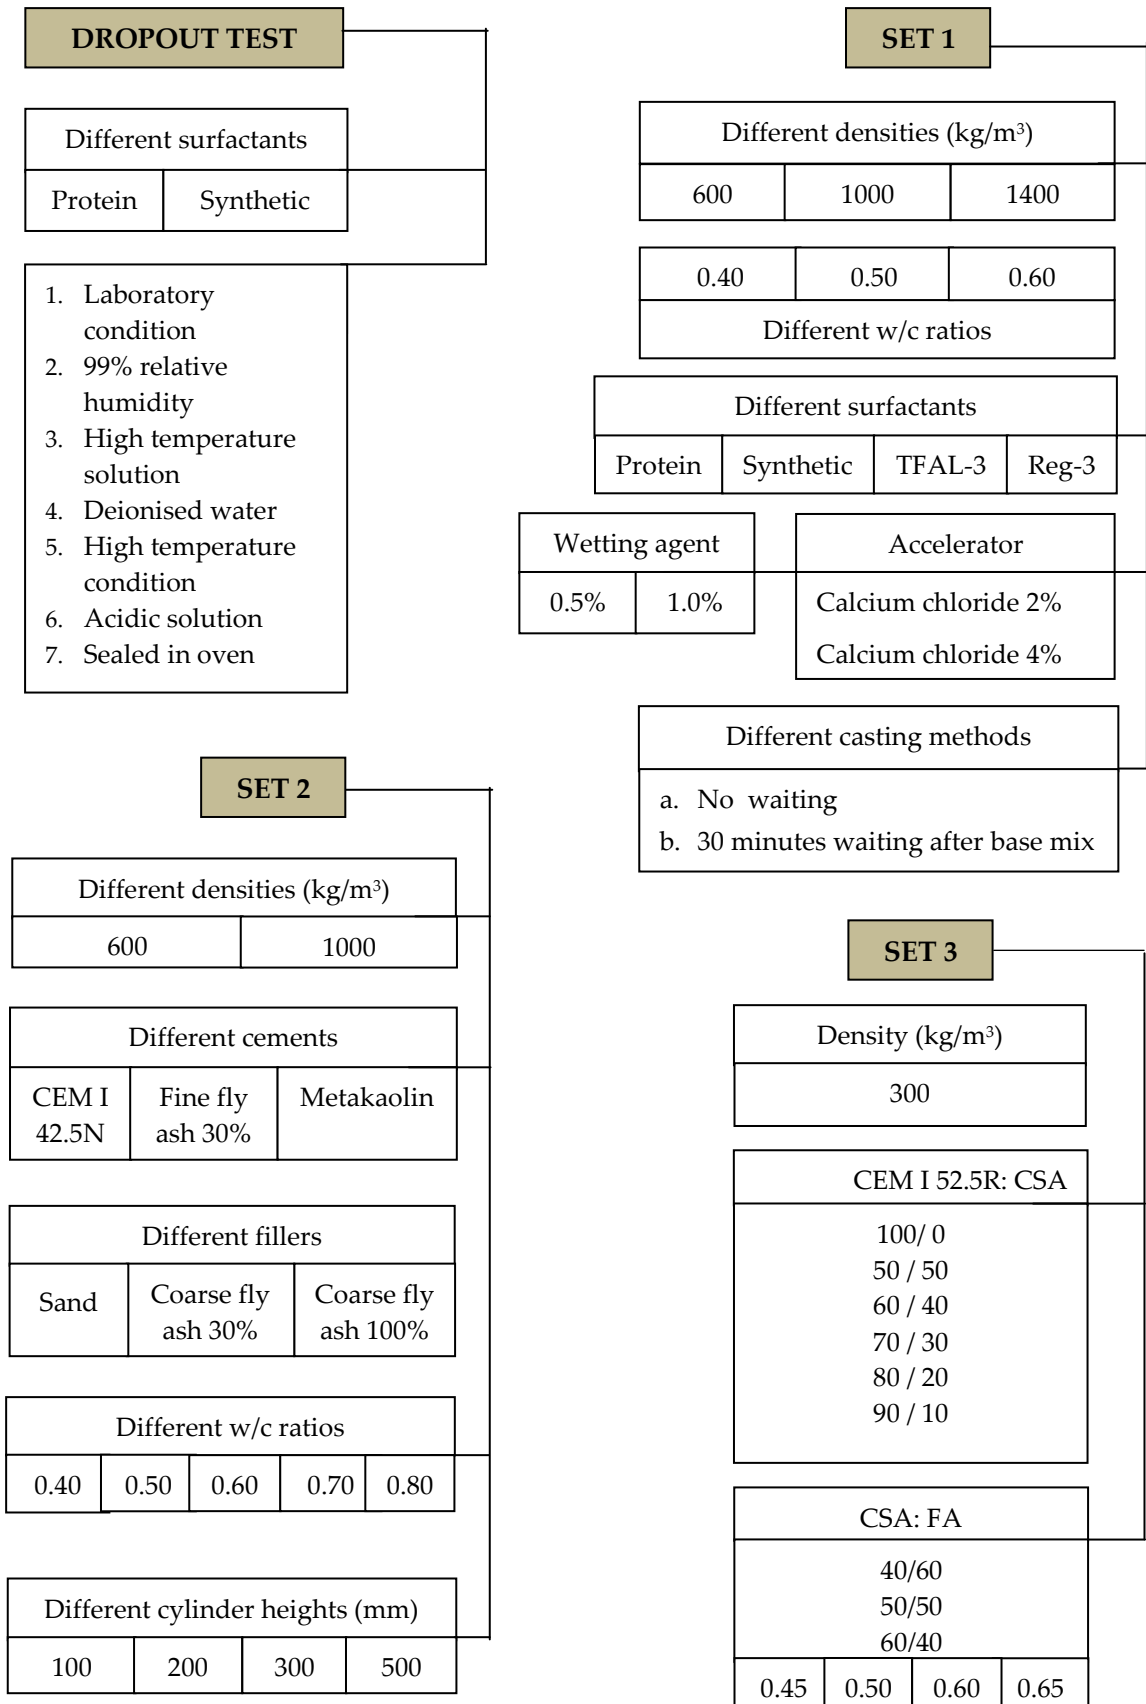 DROPOUT TEST
Different surfactants
Protein Synthetic
1. Laboratory
condition
2. 99% relative
humidity
3. High temperature
solution
4. Deionised water
5. High temperature
condition
6. Acidic solution
7. Sealed in oven
SET 1
Different densities (kg/m³)
600 1000 1400
0.40 0.50 0.60
Different w/c ratios
Different surfactants
Protein Synthetic TFAL-3 Reg-3
Wetting agent
0.5% 1.0%
Accelerator
Calcium chloride 2%
Calcium chloride 4%
Different casting methods
a. No waiting
b. 30 minutes waiting after base mix
SET 2
Different densities (kg/m³)
600 1000
Different cements
CEM I
42.5N
Fine fly
ash 30%
Metakaolin
Different fillers
Sand
Coarse fly
ash 30%
Coarse fly
ash 100%
Different w/c ratios
0.40 0.50 0.60 0.70 0.80
Different cylinder heights (mm)
100 200 300 500
SET 3
Density (kg/m³)
300
CEM I 52.5R: CSA
100/ 0
50 / 50
60 / 40
70 / 30
80 / 20
90 / 10
CSA: FA
40/60
50/50
60/40
0.45 0.50 0.60 0.65